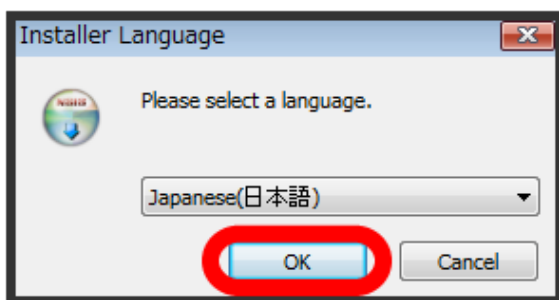 Installer Language
Please select a language.
Japanese(日本語)
OK
Cancel